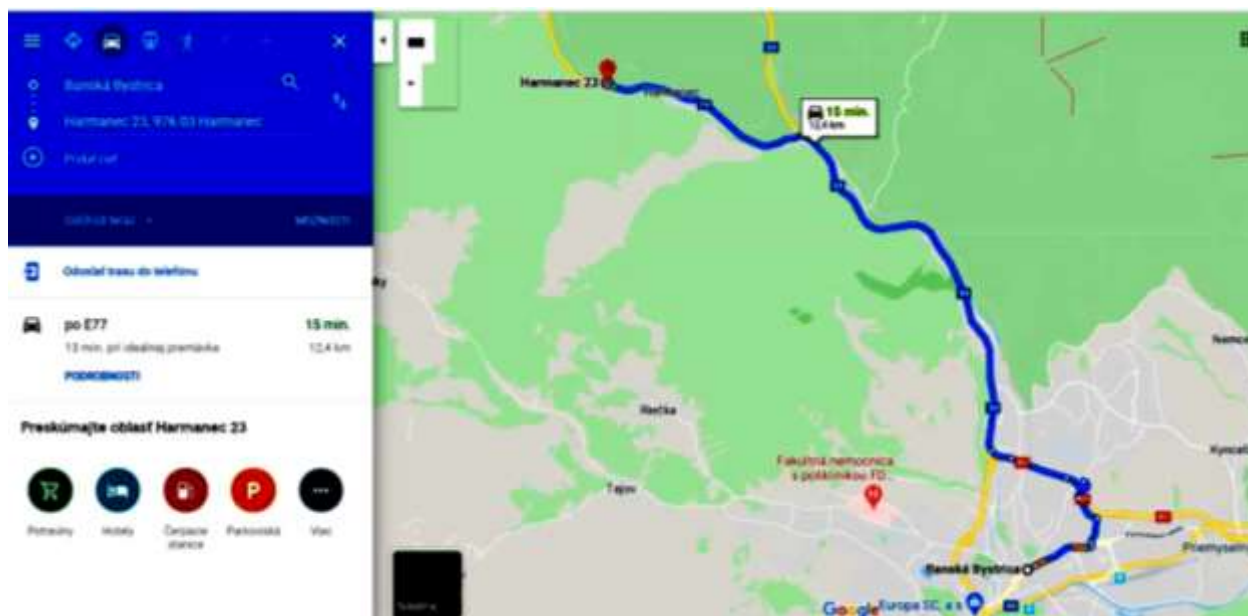 Banská Bystrica
Harmanec 23, 976 03 Harmanec
Pridať cieľ
MOŽNOSTI
Odoslať trasu do telefónu
po E77
15 min.
13 min. pri ideálnej premávke
12,4 km
PODROBNOSTI
Preskúmajte oblasť Harmanec 23
Potraviny
Hotely
Čerpacie stanice
Parkoviská
Viac
Harmanec 23
Harmanec
15 min.
12,4 km
Riečka
Tajov
Fakultná nemocnica
s poliklinikou FD
Kynceľ
Banská Bystrica
Google
Europa SC, a.s